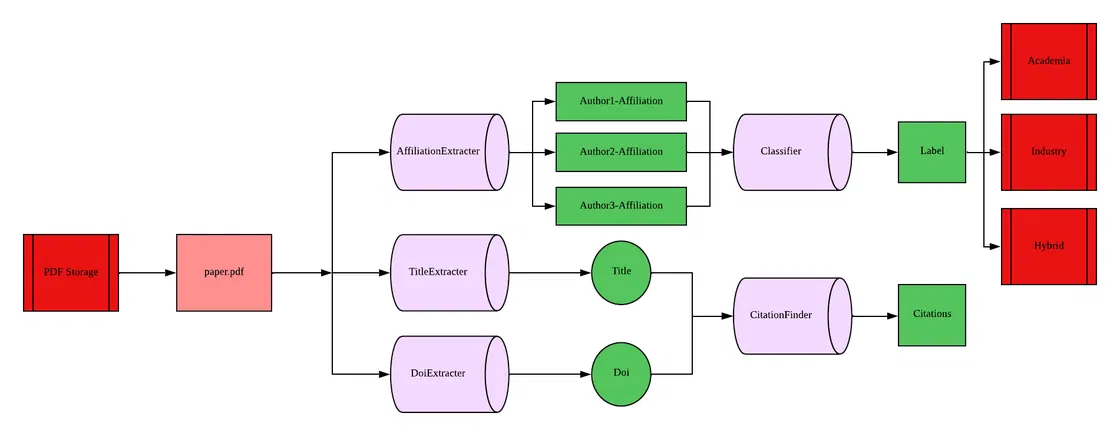 PDF Storage
paper.pdf
AffiliationExtracter
TitleExtracter
DoiExtracter
Author1-Affiliation
Author2-Affiliation
Author3-Affiliation
Title
Doi
Classifier
CitationFinder
Label
Citations
Academia
Industry
Hybrid